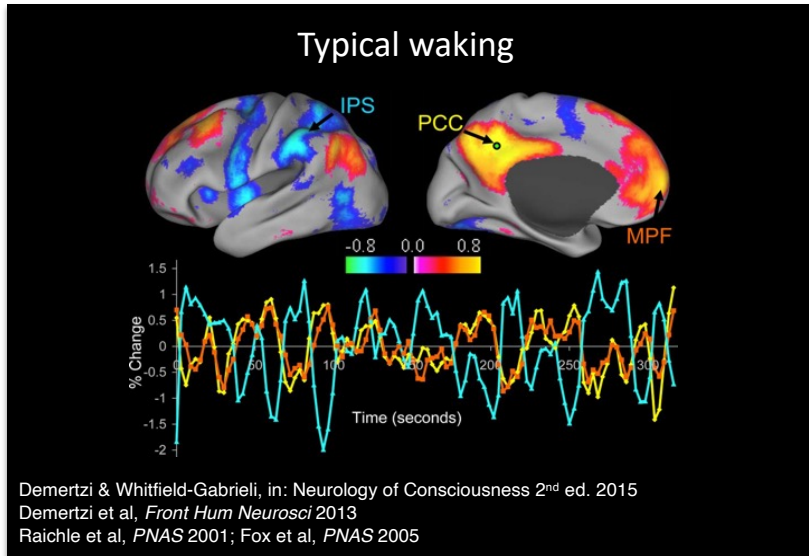 Typical waking
IPS
PCC
MPF
-0.8 0.0 0.8
1.5
1
0.5
0
-0.5
-1
-1.5
-2
% Change
0 50 100 200 250 300
Time (seconds)
Demertzi & Whitfield-Gabrieli, in: Neurology of Consciousness 2nd ed. 2015
Demertzi et al, Front Hum Neurosci 2013
Raichle et al, PNAS 2001; Fox et al, PNAS 2005